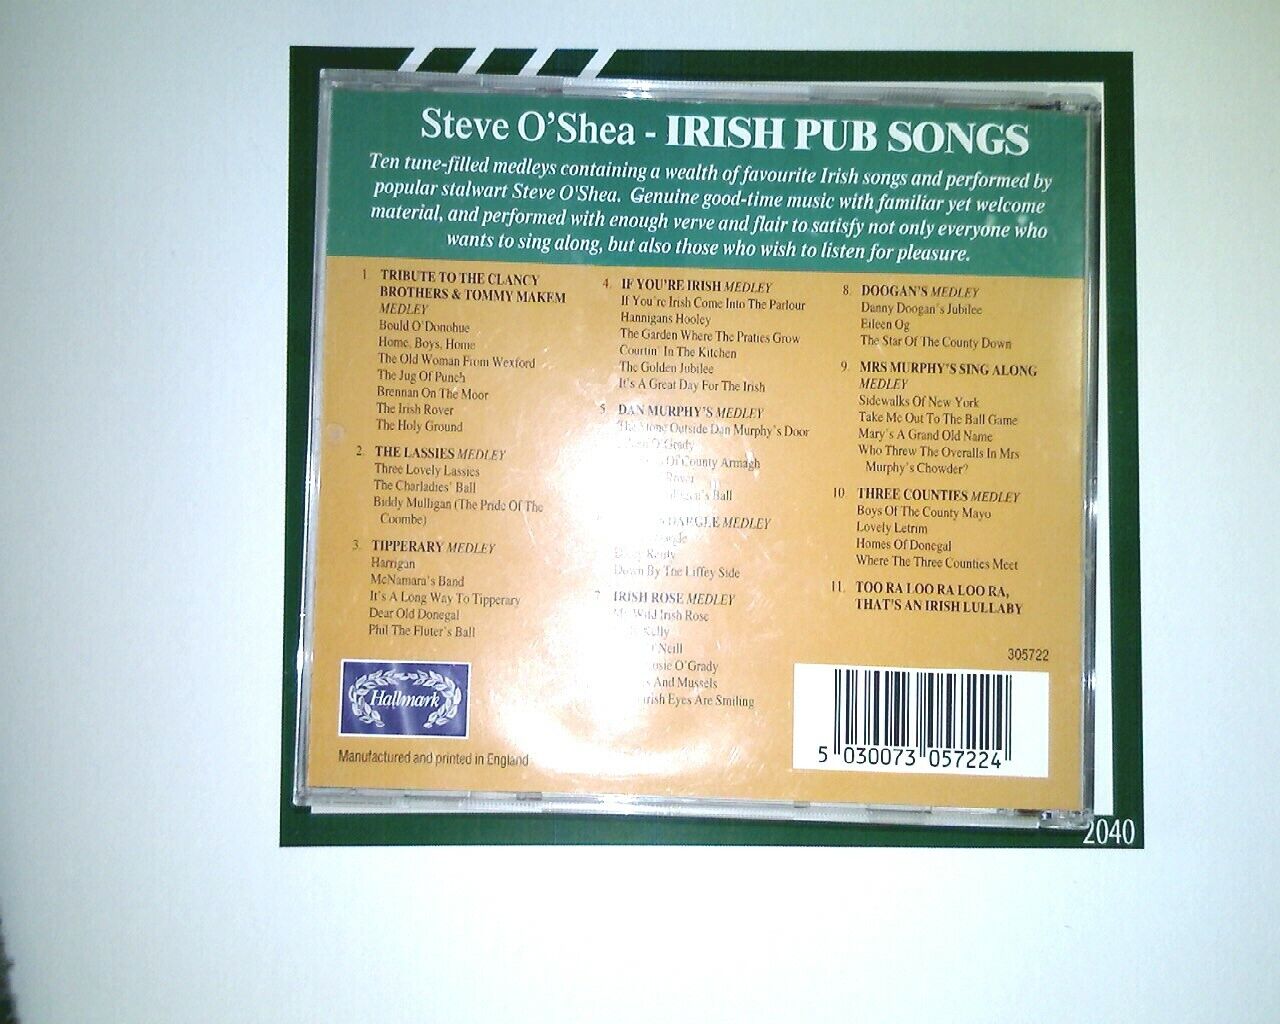 Steve O'Shea - IRISH PUB SONGS
Ten tune-filled medleys containing a wealth of favourite Irish songs and performed by
popular stalwart Steve O'Shea. Genuine good-time music with familiar yet welcome
material, and performed with enough verve and flair to satisfy not only everyone who
wants to sing along, but also those who wish to listen for pleasure.
1 TRIBUTE TO THE CLANCY
BROTHERS & TOMMY MAKEM
MEDLEY
Bould O'Donohue
Home, Boys, Home
The Old Woman From Wexford
The Jug Of Punch
Brennan On The Moor
The Irish Rover
The Holy Ground
2. THE LASSIES MEDLEY
Three Lovely Lassies
The Charladies' Ball
Biddy Mulligan (The Pride Of The
Coombe)
3. TIPPERARY MEDLEY
Harrigan
McNamara's Band
It's A Long Way To Tipperary
Dear Old Donegal
Phil The Fluter's Ball
4. IF YOU'RE IRISH MEDLEY
If You're Irish Come Into The Parlour
Hannigans Hooley
The Garden Where The Praties Grow
Courtin' In The Kitchen
The Golden Jubilee
It's A Great Day For The Irish
5. DAN MURPHY'S MEDLEY
The Stone Outside Dan Murphy's Door
O'Grady
Of County Armagh
Ball
MEDLEY
Down By The Liffey Side
7. IRISH ROSE MEDLEY
My Wild Irish Rose
Kelly
O'Neill
Rosie O'Grady
And Mussels
Irish Eyes Are Smiling
8. DOOGAN'S MEDLEY
Danny Doogan's Jubilee
Eileen Og
The Star Of The County Down
9. MRS MURPHY'S SING ALONG
MEDLEY
Sidewalks Of New York
Take Me Out To The Ball Game
Mary's A Grand Old Name
Who Threw The Overalls In Mrs
Murphy's Chowder?
10 THREE COUNTIES MEDLEY
Boys Of The County Mayo
Lovely Letrim
Homes Of Donegal
Where The Three Counties Meet
11. TOO RA LOO RA LOO RA,
THAT'S AN IRISH LULLABY
305722
Hallmark
Manufactured and printed in England
5 030073 057224
2040